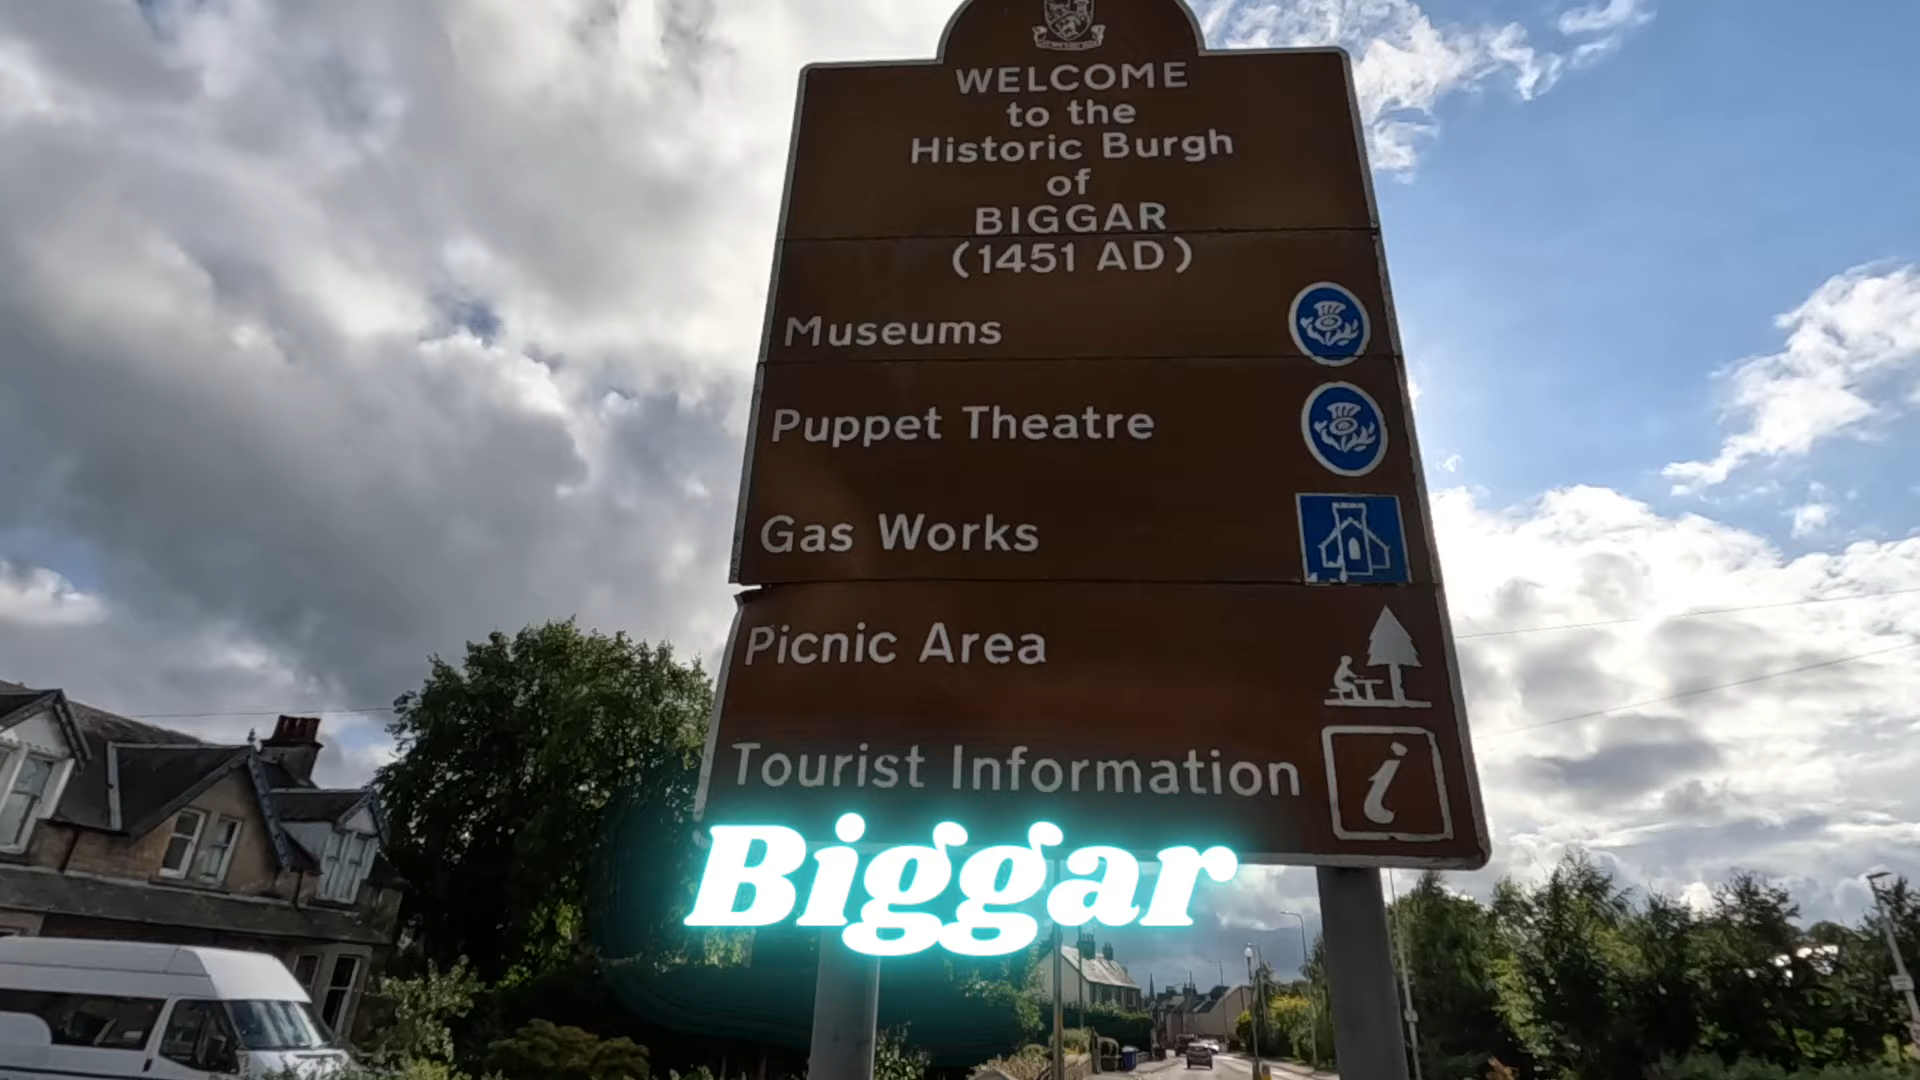 WELCOME
to the
Historic Burgh
of
BIGGAR
(1451 AD)
Museums
Puppet Theatre
Gas Works
Picnic Area
Tourist Information
i
Biggar